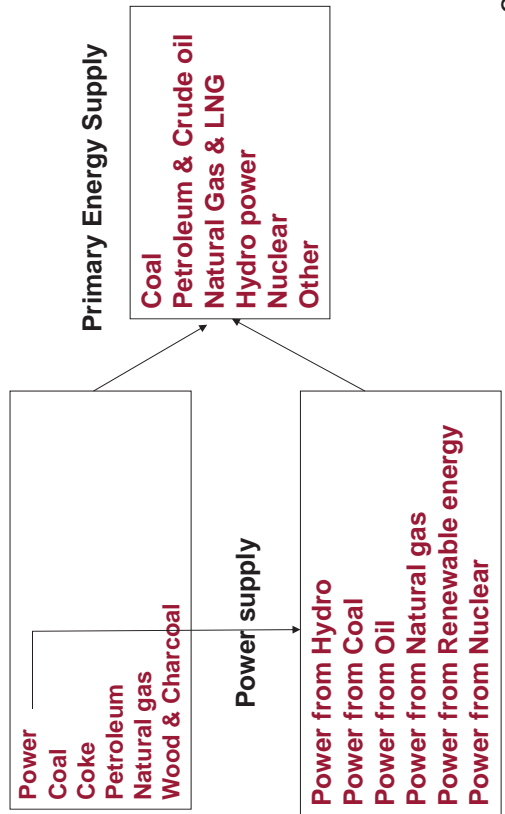 Power
Coal
Coke
Petroleum
Natural gas
Wood & Charcoal
Power supply
Power from Hydro
Power from Coal
Power from Oil
Power from Natural gas
Power from Renewable energy
Power from Nuclear
Primary Energy Supply
Coal
Petroleum & Crude oil
Natural Gas & LNG
Hydro power
Nuclear
Other